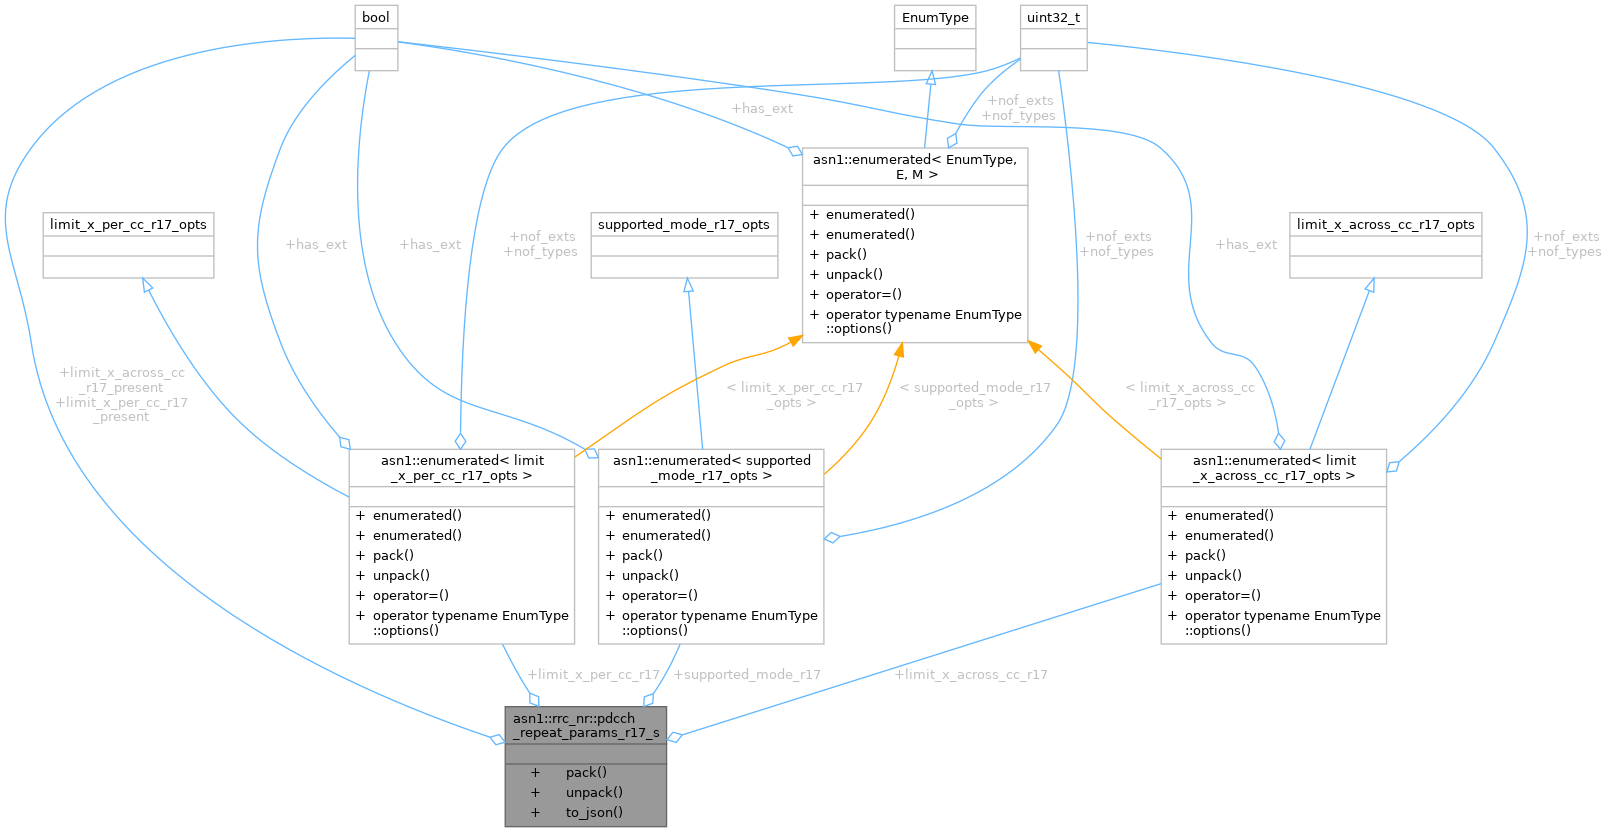 bool
EnumType
uint32_t
+has_ext
+nof_exts
+nof_types
asn1::enumerated< EnumType,
E, M >
+ enumerated()
+ enumerated()
+ pack()
+ unpack()
+ operator=()
+ operator typename EnumType
::options()
limit_x_per_cc_r17_opts
supported_mode_r17_opts
limit_x_across_cc_r17_opts
+has_ext
+has_ext
+nof_exts
+nof_types
+nof_exts
+nof_types
+has_ext
+nof_exts
+nof_types
+limit_x_across_cc
_r17_present
+limit_x_per_cc_r17
_present
< limit_x_per_cc_r17
_opts >
< supported_mode_r17
_opts >
< limit_x_across_cc
_r17_opts >
asn1::enumerated< limit
_x_per_cc_r17_opts >
+ enumerated()
+ enumerated()
+ pack()
+ unpack()
+ operator=()
+ operator typename EnumType
::options()
asn1::enumerated< supported
_mode_r17_opts >
+ enumerated()
+ enumerated()
+ pack()
+ unpack()
+ operator=()
+ operator typename EnumType
::options()
asn1::enumerated< limit
_x_across_cc_r17_opts >
+ enumerated()
+ enumerated()
+ pack()
+ unpack()
+ operator=()
+ operator typename EnumType
::options()
+limit_x_per_cc_r17
+supported_mode_r17
+limit_x_across_cc_r17
asn1::rrc_nr::pdcch
_repeat_params_r17_s
+ pack()
+ unpack()
+ to_json()